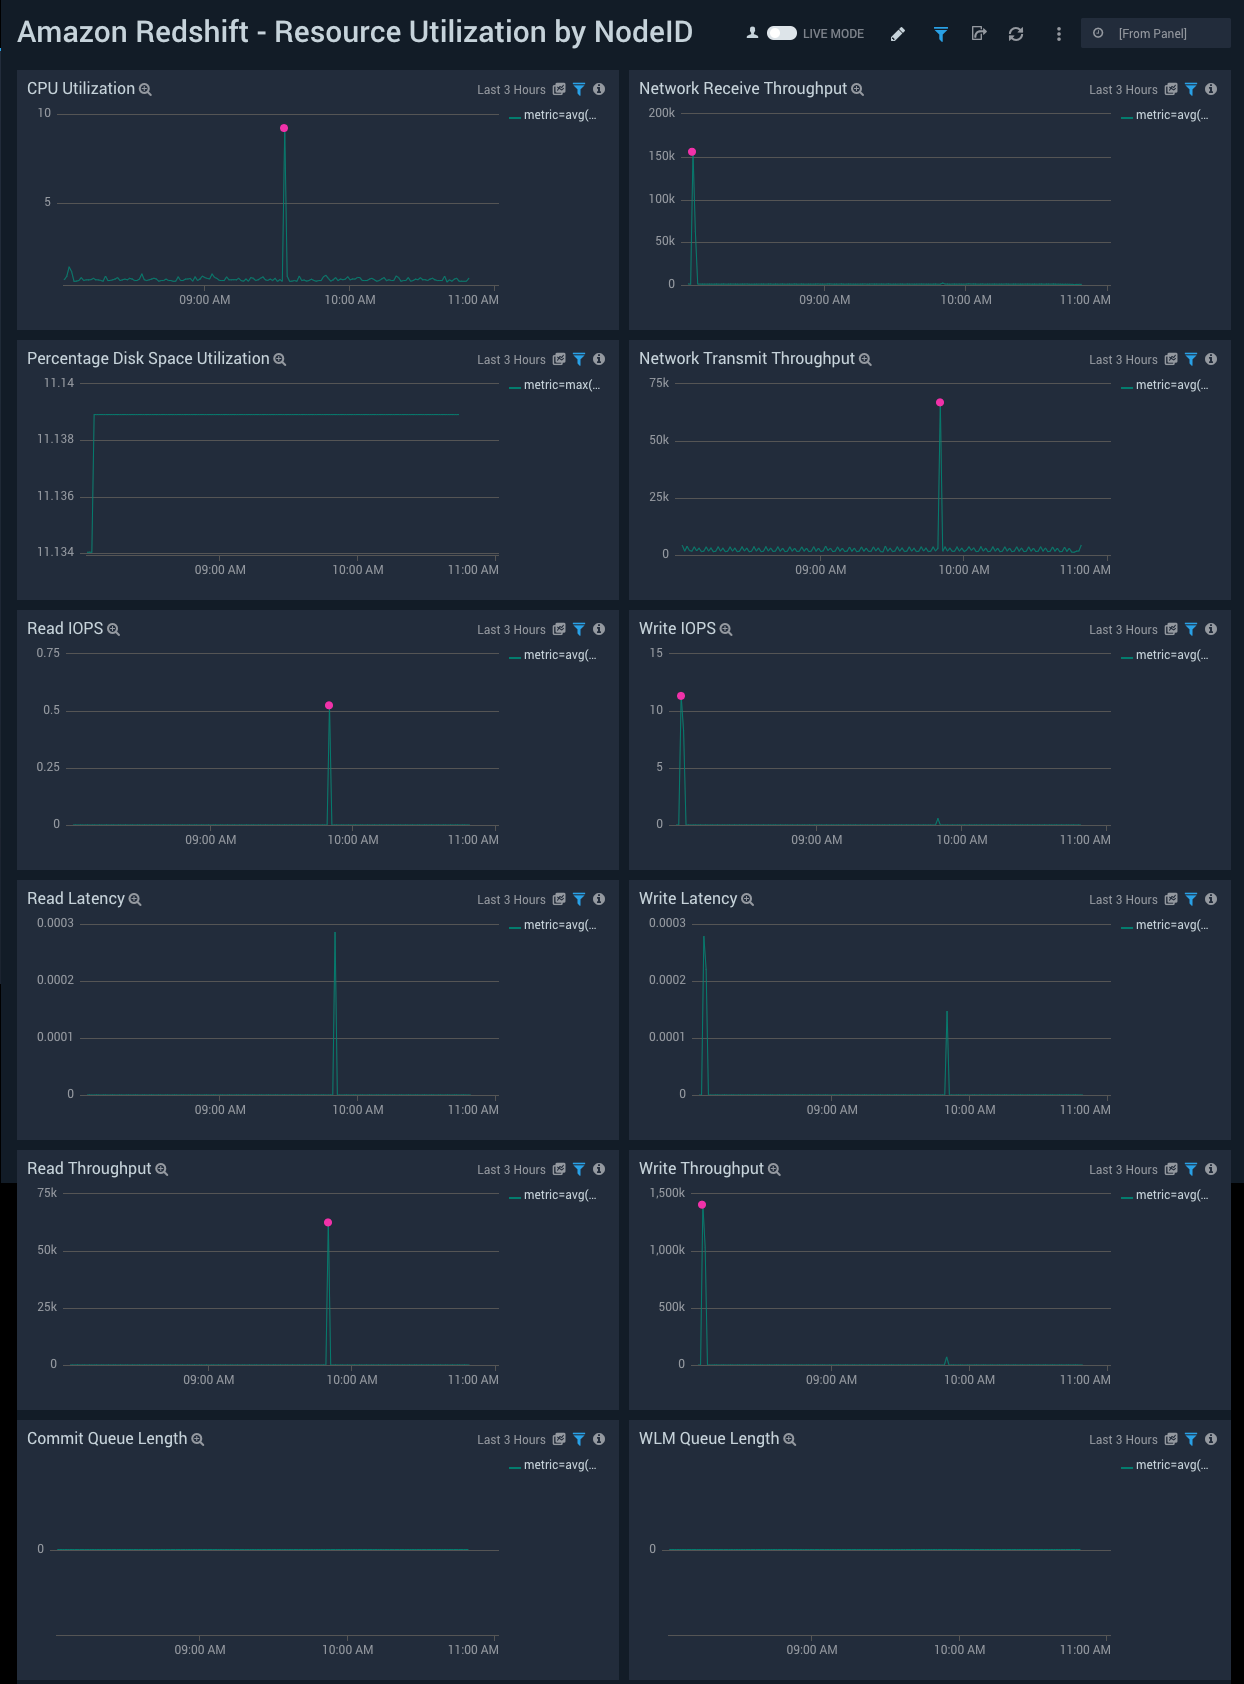 Amazon Redshift - Resource Utilization by NodeID
LIVE MODE
[From Panel]
CPU Utilization
Last 3 Hours
10
5
09:00 AM
10:00 AM
11:00 AM
metric=avg(...
Network Receive Throughput
Last 3 Hours
200k
150k
100k
50k
0
09:00 AM
10:00 AM
11:00 AM
metric=avg(...
Percentage Disk Space Utilization
Last 3 Hours
11.14
11.138
11.136
11.134
09:00 AM
10:00 AM
11:00 AM
metric=max(...
Network Transmit Throughput
Last 3 Hours
75k
50k
25k
0
09:00 AM
10:00 AM
11:00 AM
metric=avg(...
Read IOPS
Last 3 Hours
0.75
0.5
0.25
0
09:00 AM
10:00 AM
11:00 AM
metric=avg(...
Write IOPS
Last 3 Hours
15
10
5
0
09:00 AM
10:00 AM
11:00 AM
metric=avg(...
Read Latency
Last 3 Hours
0.0003
0.0002
0.0001
0
09:00 AM
10:00 AM
11:00 AM
metric=avg(...
Write Latency
Last 3 Hours
0.0003
0.0002
0.0001
0
09:00 AM
10:00 AM
11:00 AM
metric=avg(...
Read Throughput
Last 3 Hours
75k
50k
25k
0
09:00 AM
10:00 AM
11:00 AM
metric=avg(...
Write Throughput
Last 3 Hours
1,500k
1,000k
500k
0
09:00 AM
10:00 AM
11:00 AM
metric=avg(...
Commit Queue Length
Last 3 Hours
0
09:00 AM
10:00 AM
11:00 AM
metric=avg(...
WLM Queue Length
Last 3 Hours
0
09:00 AM
10:00 AM
11:00 AM
metric=avg(...